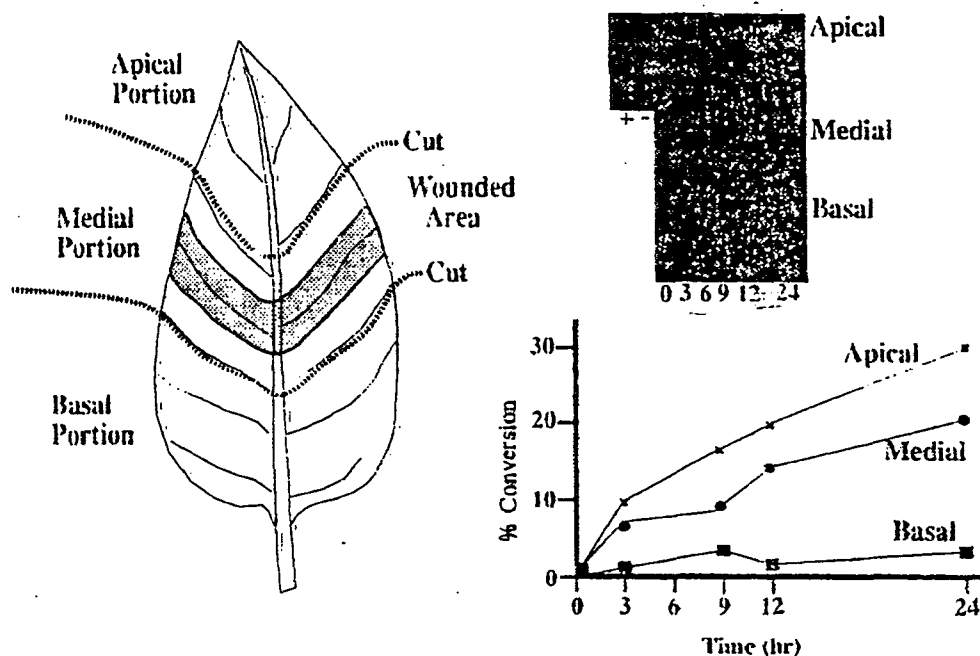 Apical
Portion
Cut
Wounded
Area
Medial
Portion
Cut
Basal
Portion
Apical
+ -
Medial
Basal
0 3 6 9 12 24
30
20
10
0
% Conversion
Apical
Medial
Basal
0 3 6 9 12 24
Time (hr)